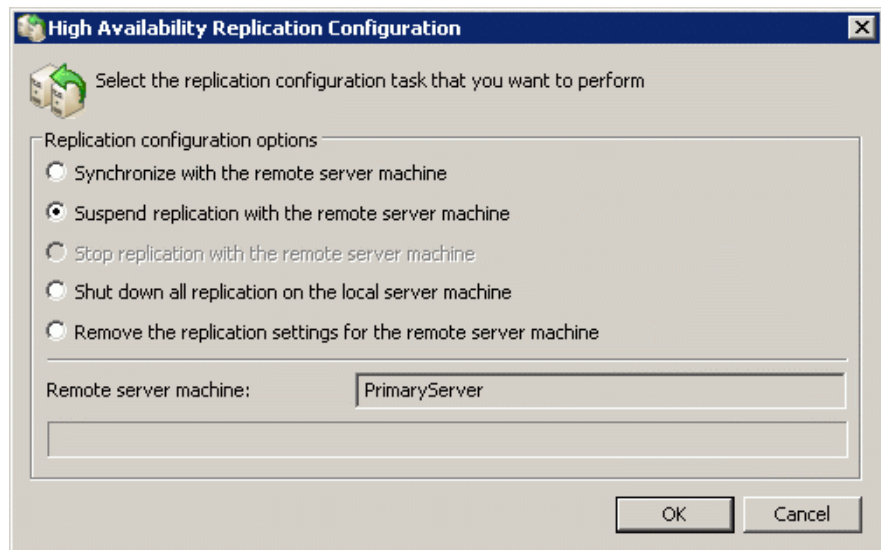 High Availability Replication Configuration
Select the replication configuration task that you want to perform
Replication configuration options
Synchronize with the remote server machine
Suspend replication with the remote server machine
Stop replication with the remote server machine
Shut down all replication on the local server machine
Remove the replication settings for the remote server machine
Remote server machine: PrimaryServer
OK Cancel